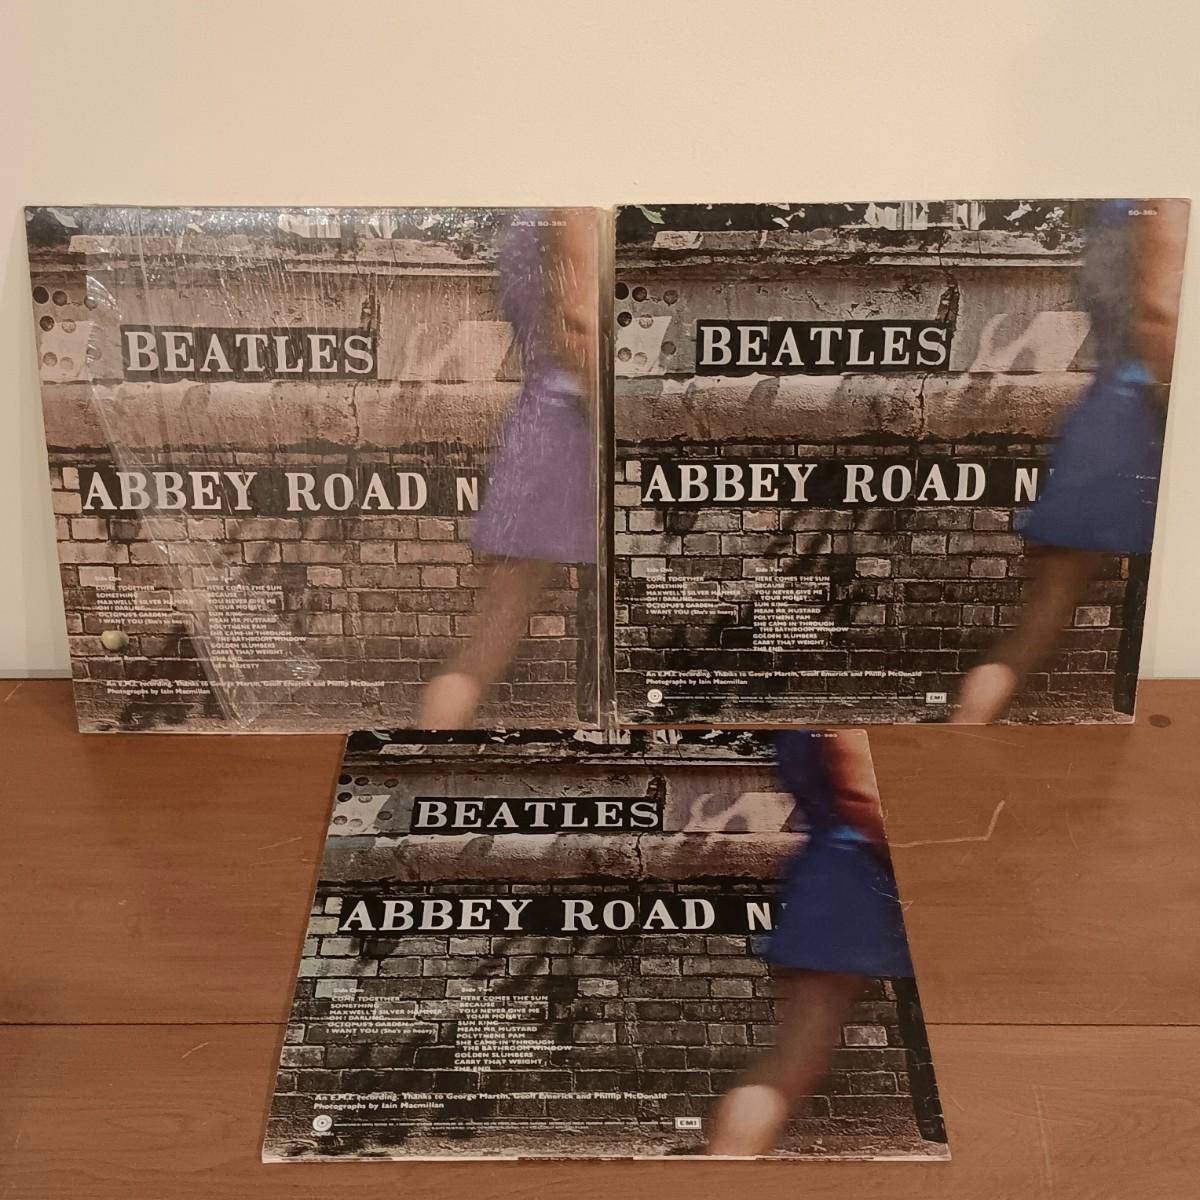 APPLE SO-383
BEATLES
ABBEY ROAD N
Side One
COME TOGETHER
SOMETHING
MAXWELL'S SILVER HAMMER
OH! DARLING
OCTOPUS'S GARDEN
I WANT YOU (She's so heavy)
Side Two
HERE COMES THE SUN
BECAUSE
YOU NEVER GIVE ME
YOUR MONEY
SUN KING
MEAN MR MUSTARD
POLYTHENE PAM
SHE CAME IN THROUGH
THE BATHROOM WINDOW
GOLDEN SLUMBERS
CARRY THAT WEIGHT
THE END
HER MAJESTY
An E.M.I. recording. Thanks to George Martin, Geoff Emerick and Phillip McDonald
Photographs by Iain Macmillan
SO-383
BEATLES
ABBEY ROAD N
Side One
COME TOGETHER
SOMETHING
MAXWELL'S SILVER HAMMER
OH! DARLING
OCTOPUS'S GARDEN
I WANT YOU (She's so heavy)
Side Two
HERE COMES THE SUN
BECAUSE
YOU NEVER GIVE ME
YOUR MONEY
SUN KING
MEAN MR MUSTARD
POLYTHENE PAM
SHE CAME IN THROUGH
THE BATHROOM WINDOW
GOLDEN SLUMBERS
CARRY THAT WEIGHT
THE END
An E.M.I. recording. Thanks to George Martin, Geoff Emerick and Phillip McDonald
Photographs by Iain Macmillan
EMI
SO-383
BEATLES
ABBEY ROAD N
Side One
COME TOGETHER
SOMETHING
MAXWELL'S SILVER HAMMER
OH! DARLING
OCTOPUS'S GARDEN
I WANT YOU (She's so heavy)
Side Two
HERE COMES THE SUN
BECAUSE
YOU NEVER GIVE ME
YOUR MONEY
SUN KING
MEAN MR MUSTARD
POLYTHENE PAM
SHE CAME IN THROUGH
THE BATHROOM WINDOW
GOLDEN SLUMBERS
CARRY THAT WEIGHT
THE END
An E.M.I. recording. Thanks to George Martin, Geoff Emerick and Phillip McDonald
Photographs by Iain Macmillan
EMI